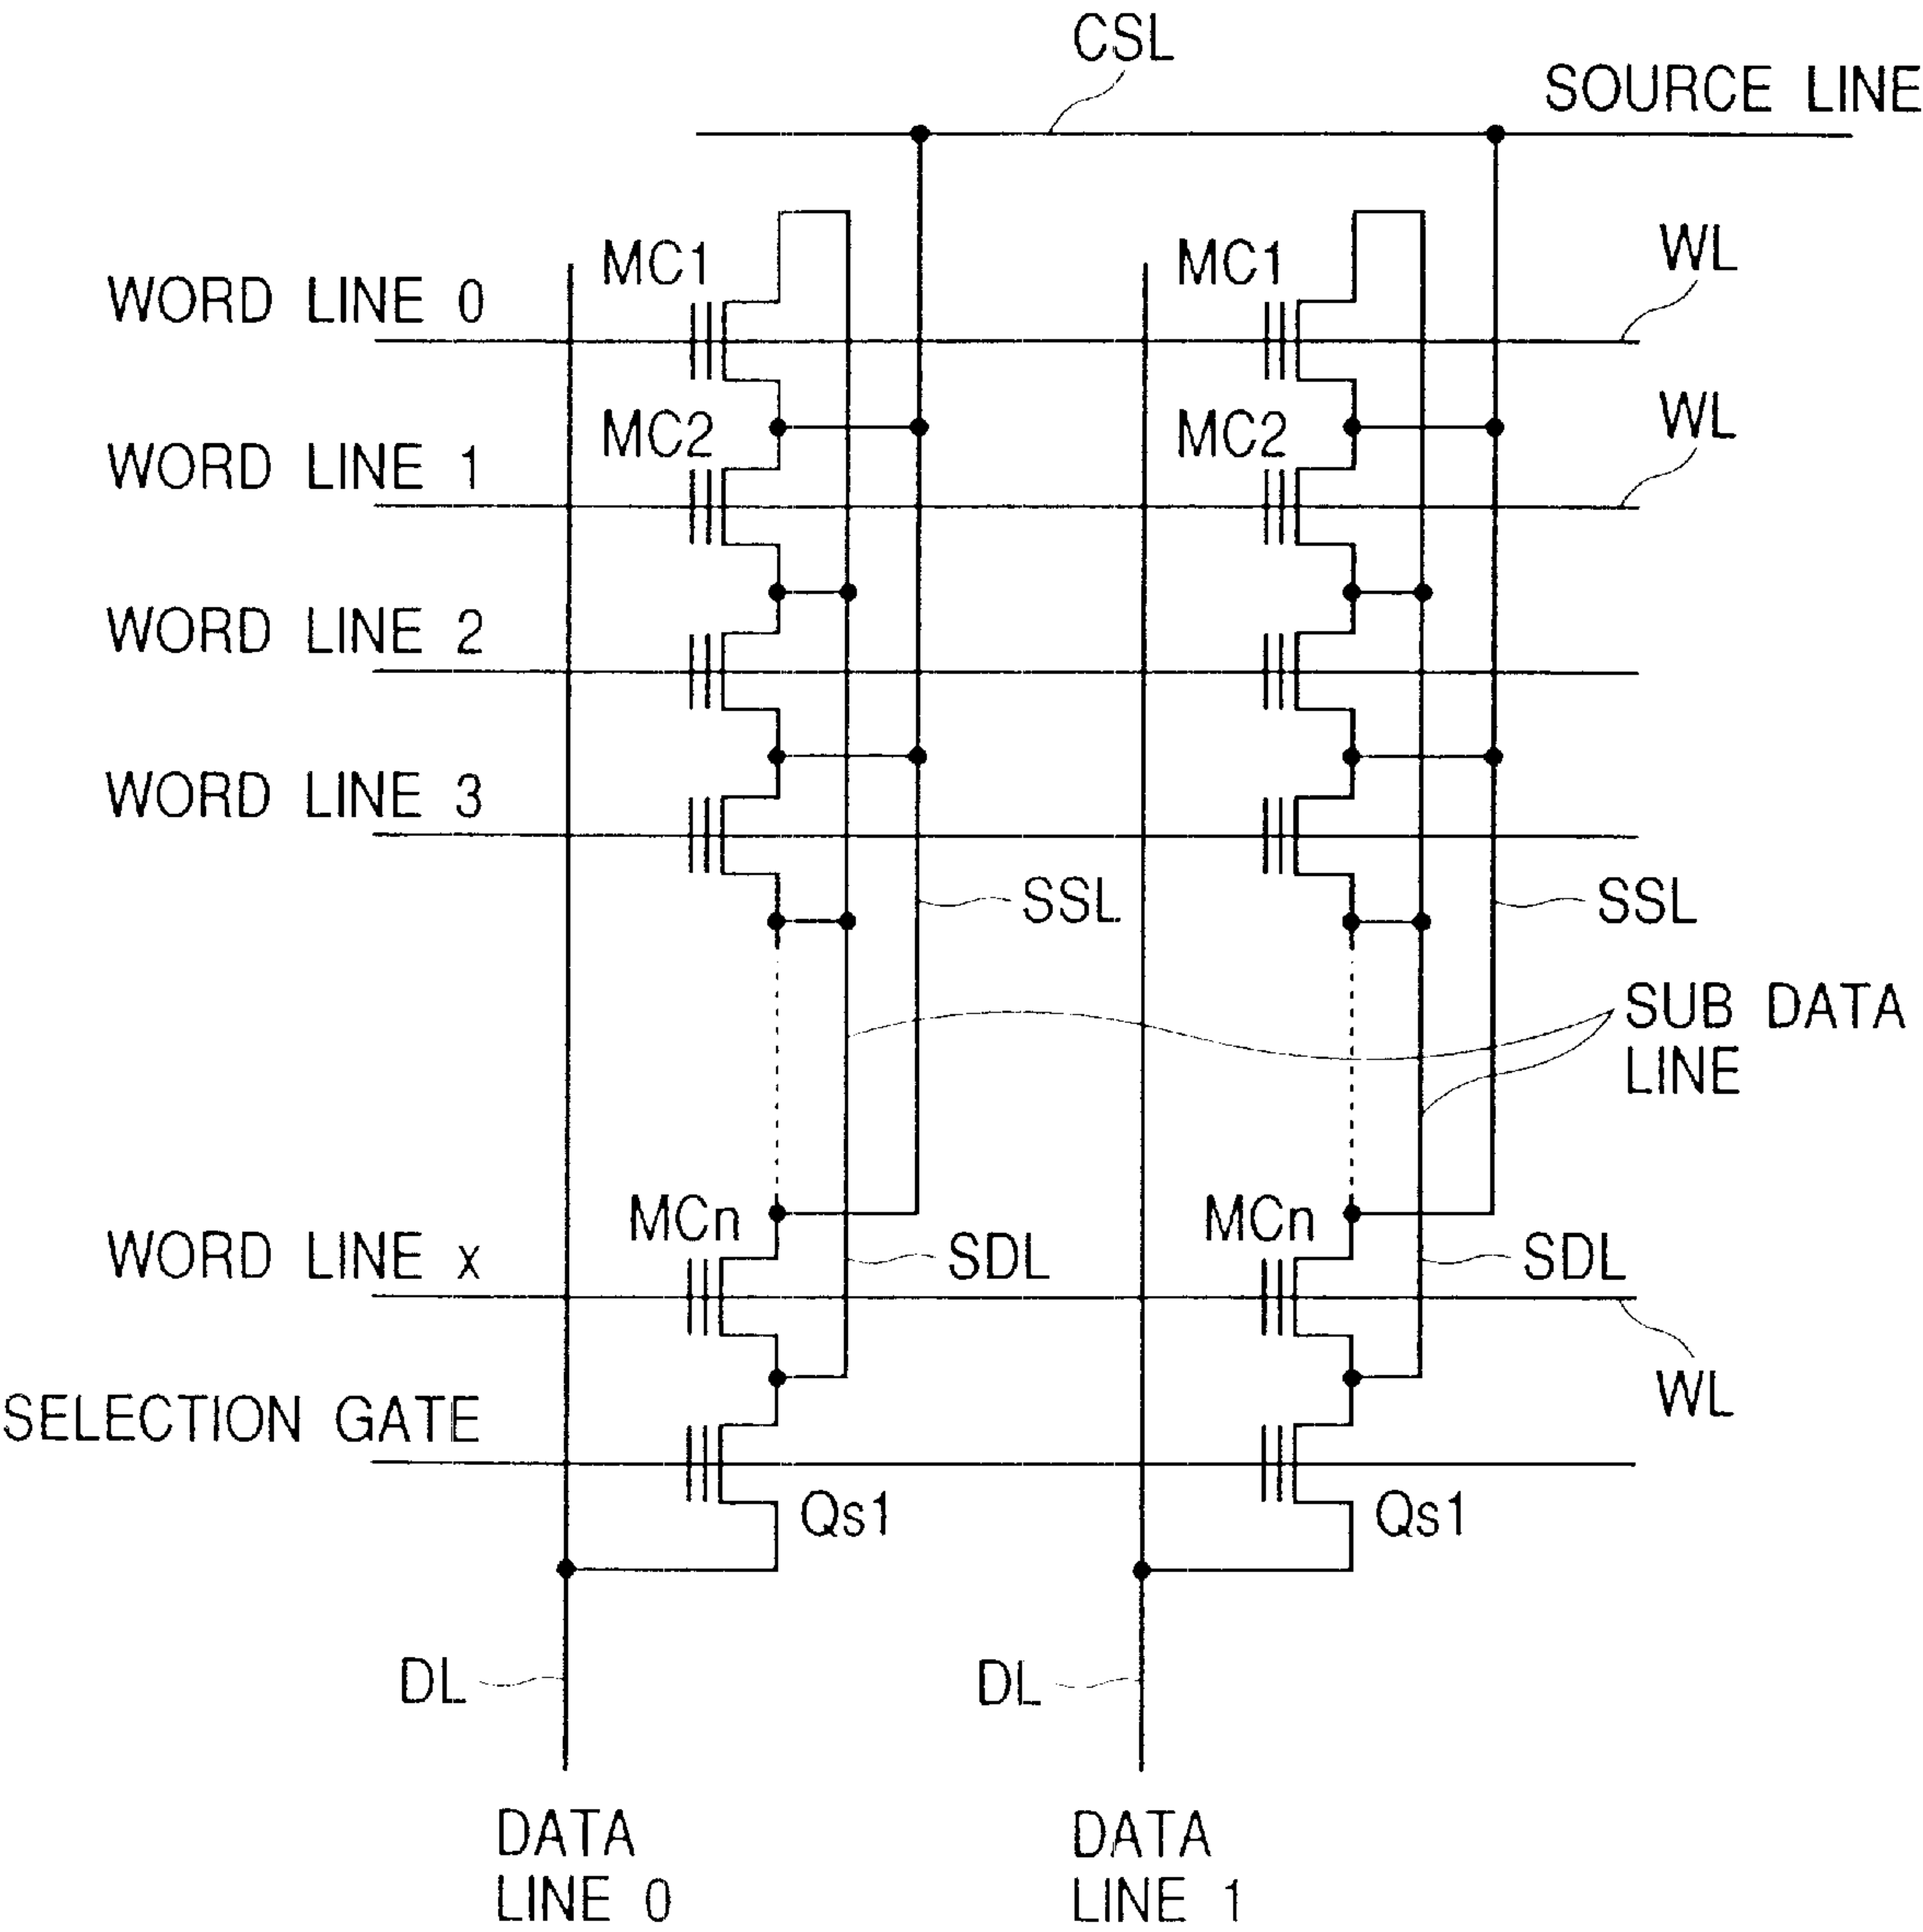 CSL
SOURCE LINE
MC1
MC1
WL
WORD LINE 0
MC2
MC2
WL
WORD LINE 1
WORD LINE 2
WORD LINE 3
SSL
SSL
SUB DATA
LINE
MCn
MCn
WORD LINE x
SDL
SDL
WL
SELECTION GATE
Qs1
Qs1
DL
DL
DATA
LINE 0
DATA
LINE 1